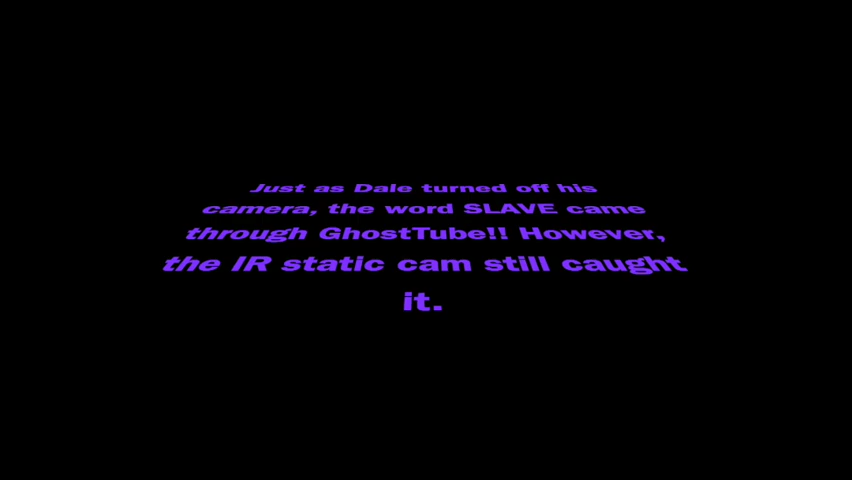 Just as Dale turned off his
camera, the word SLAVE came
through GhostTube!! However,
the IR static cam still caught
it.